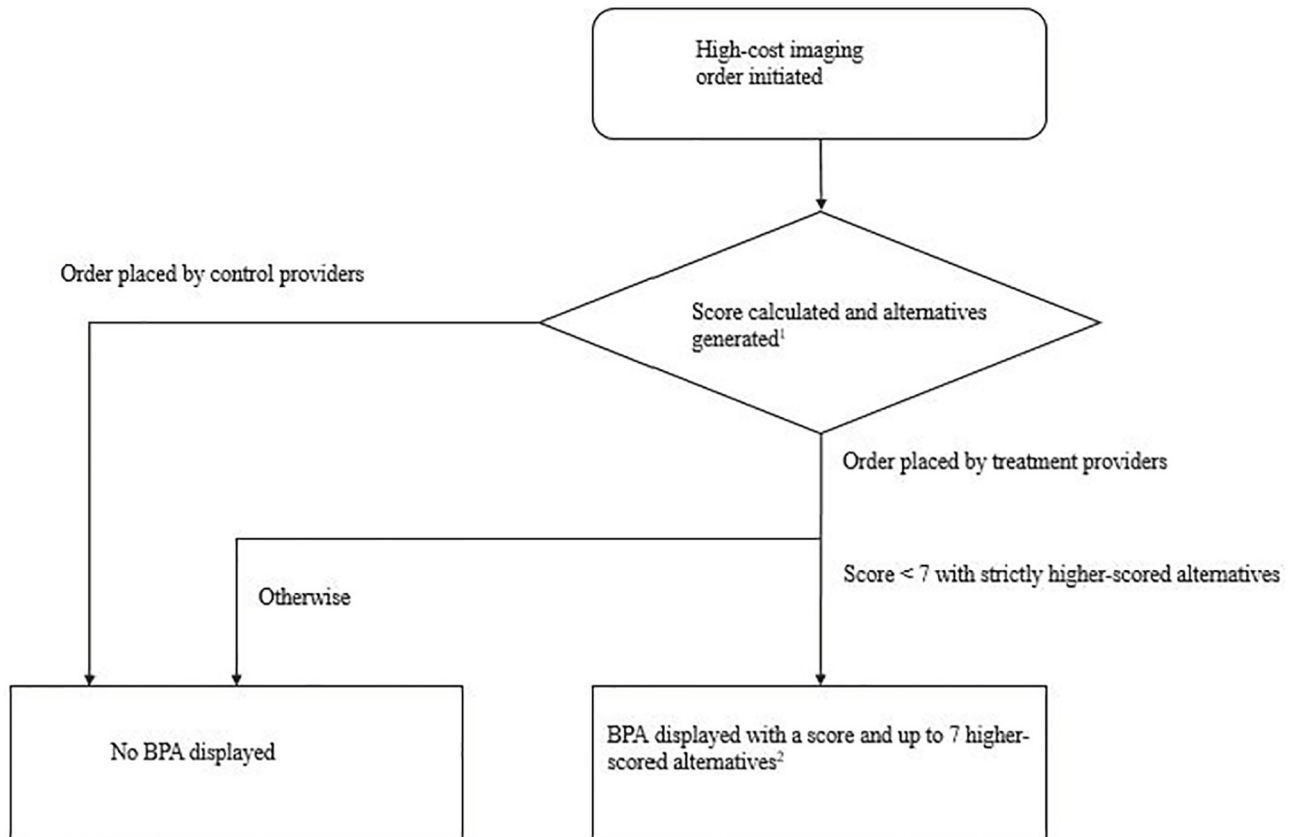 High-cost imaging
order initiated
Order placed by control providers
Score calculated and alternatives
generated¹
Order placed by treatment providers
Score < 7 with strictly higher-scored alternatives
Otherwise
No BPA displayed
BPA displayed with a score and up to 7 higher-
scored alternatives²